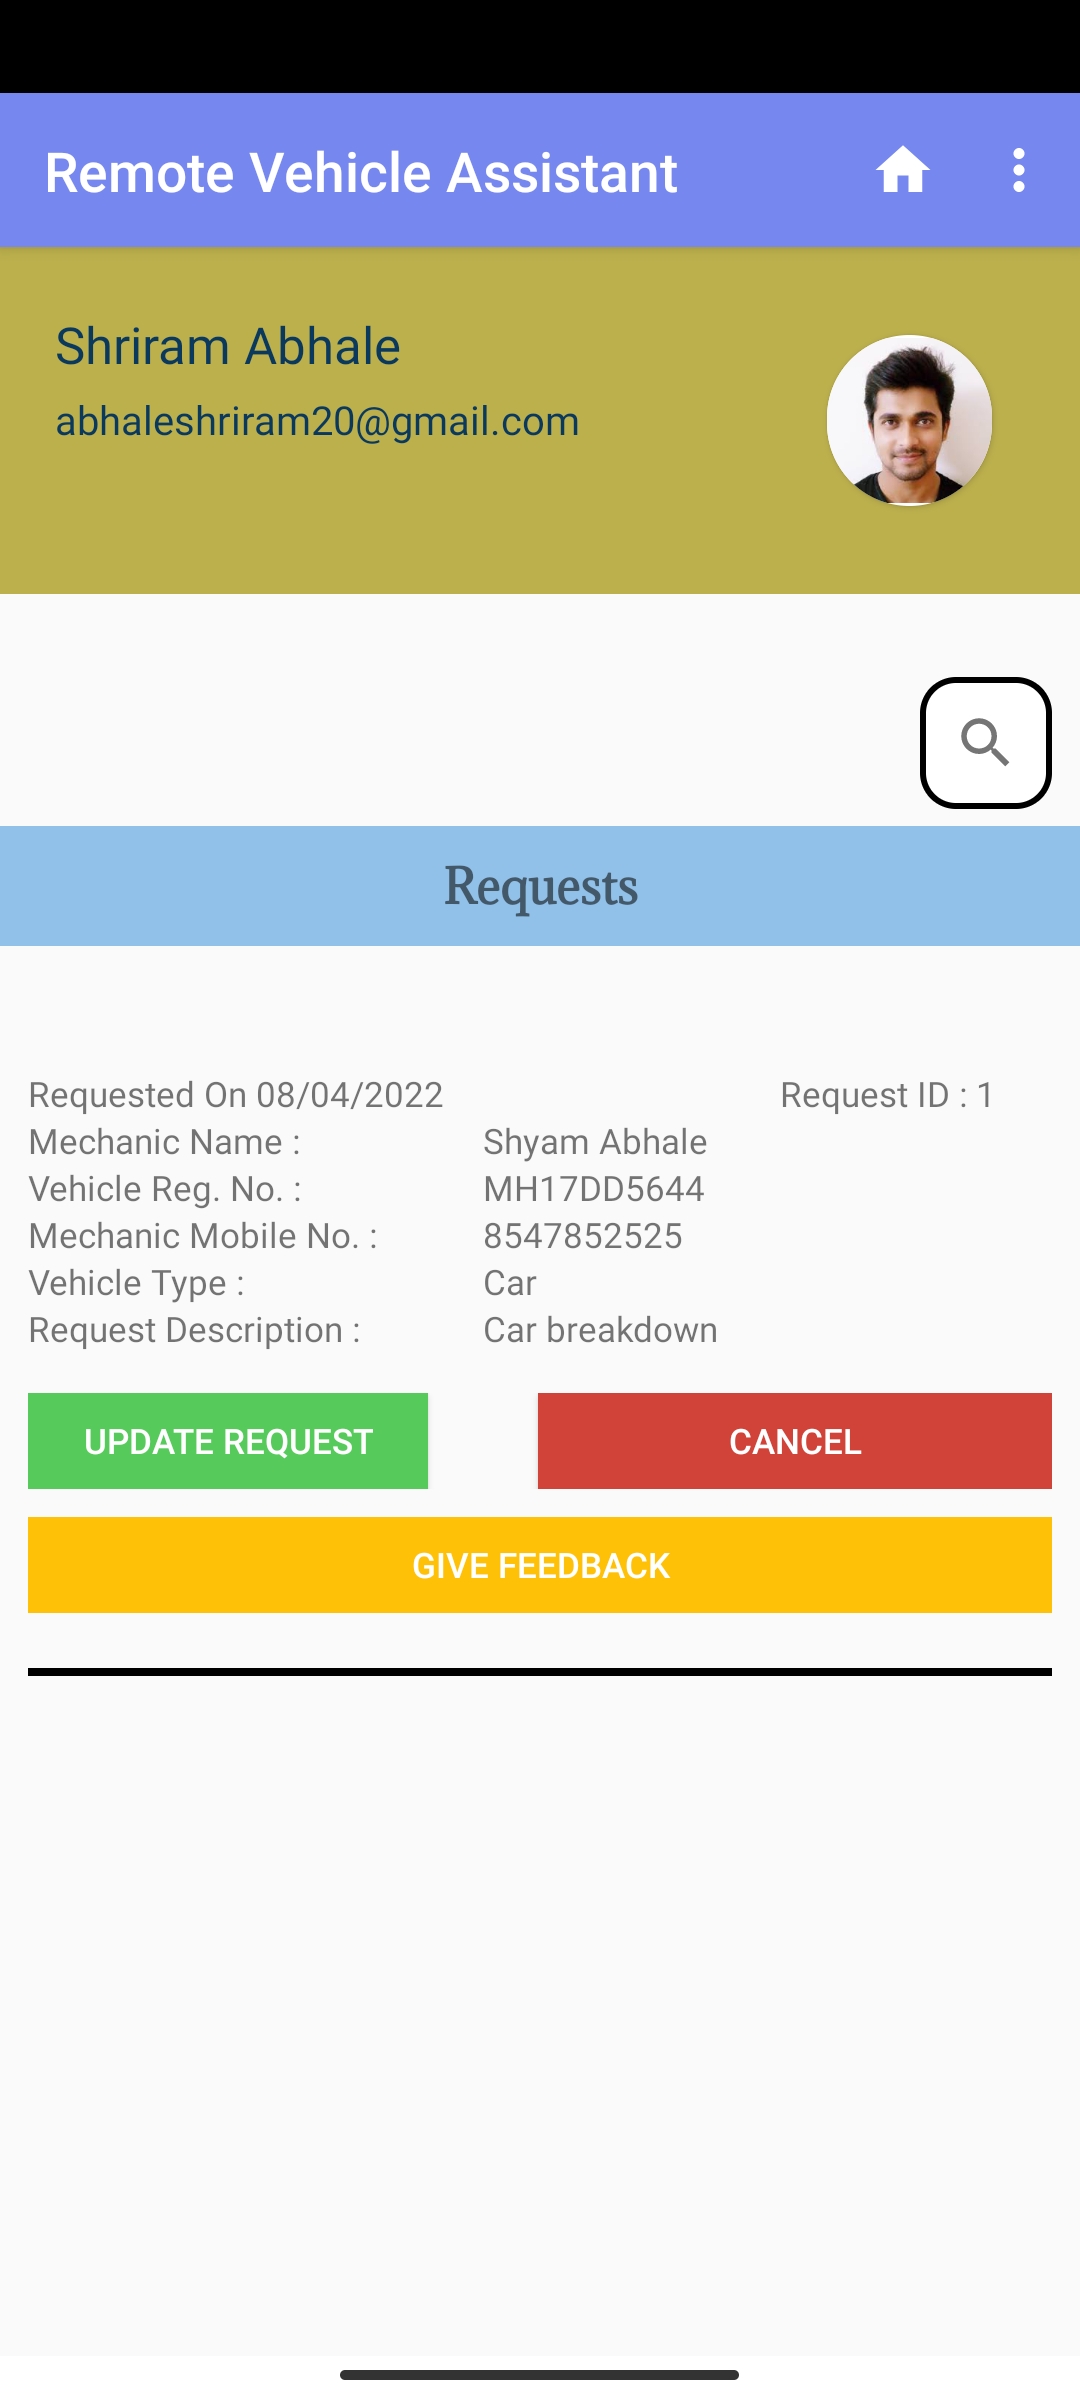 Remote Vehicle Assistant
Shriram Abhale
abhaleshriram20@gmail.com
Requests
Requested On 08/04/2022 Request ID : 1
Mechanic Name : Shyam Abhale
Vehicle Reg. No. : MH17DD5644
Mechanic Mobile No. : 8547852525
Vehicle Type : Car
Request Description : Car breakdown
UPDATE REQUEST CANCEL
GIVE FEEDBACK